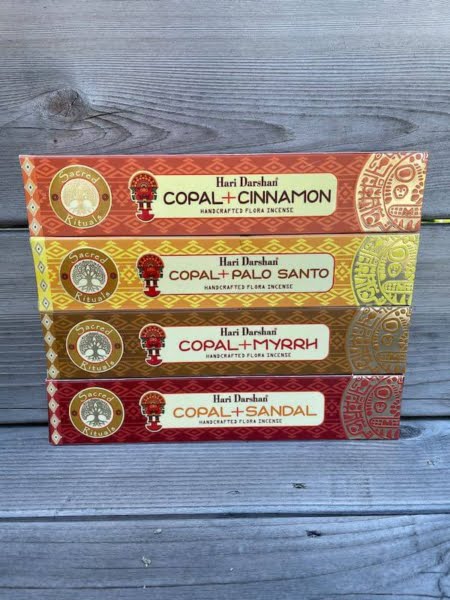 Sacred
Rituals
Hari Darshan
COPAL+CINNAMON
HANDCRAFTED FLORA INCENSE
Sacred
Rituals
Hari Darshan
COPAL+PALO SANTO
HANDCRAFTED FLORA INCENSE
Sacred
Rituals
Hari Darshan
COPAL+MYRRH
HANDCRAFTED FLORA INCENSE
Sacred
Rituals
Hari Darshan
COPAL+SANDAL
HANDCRAFTED FLORA INCENSE